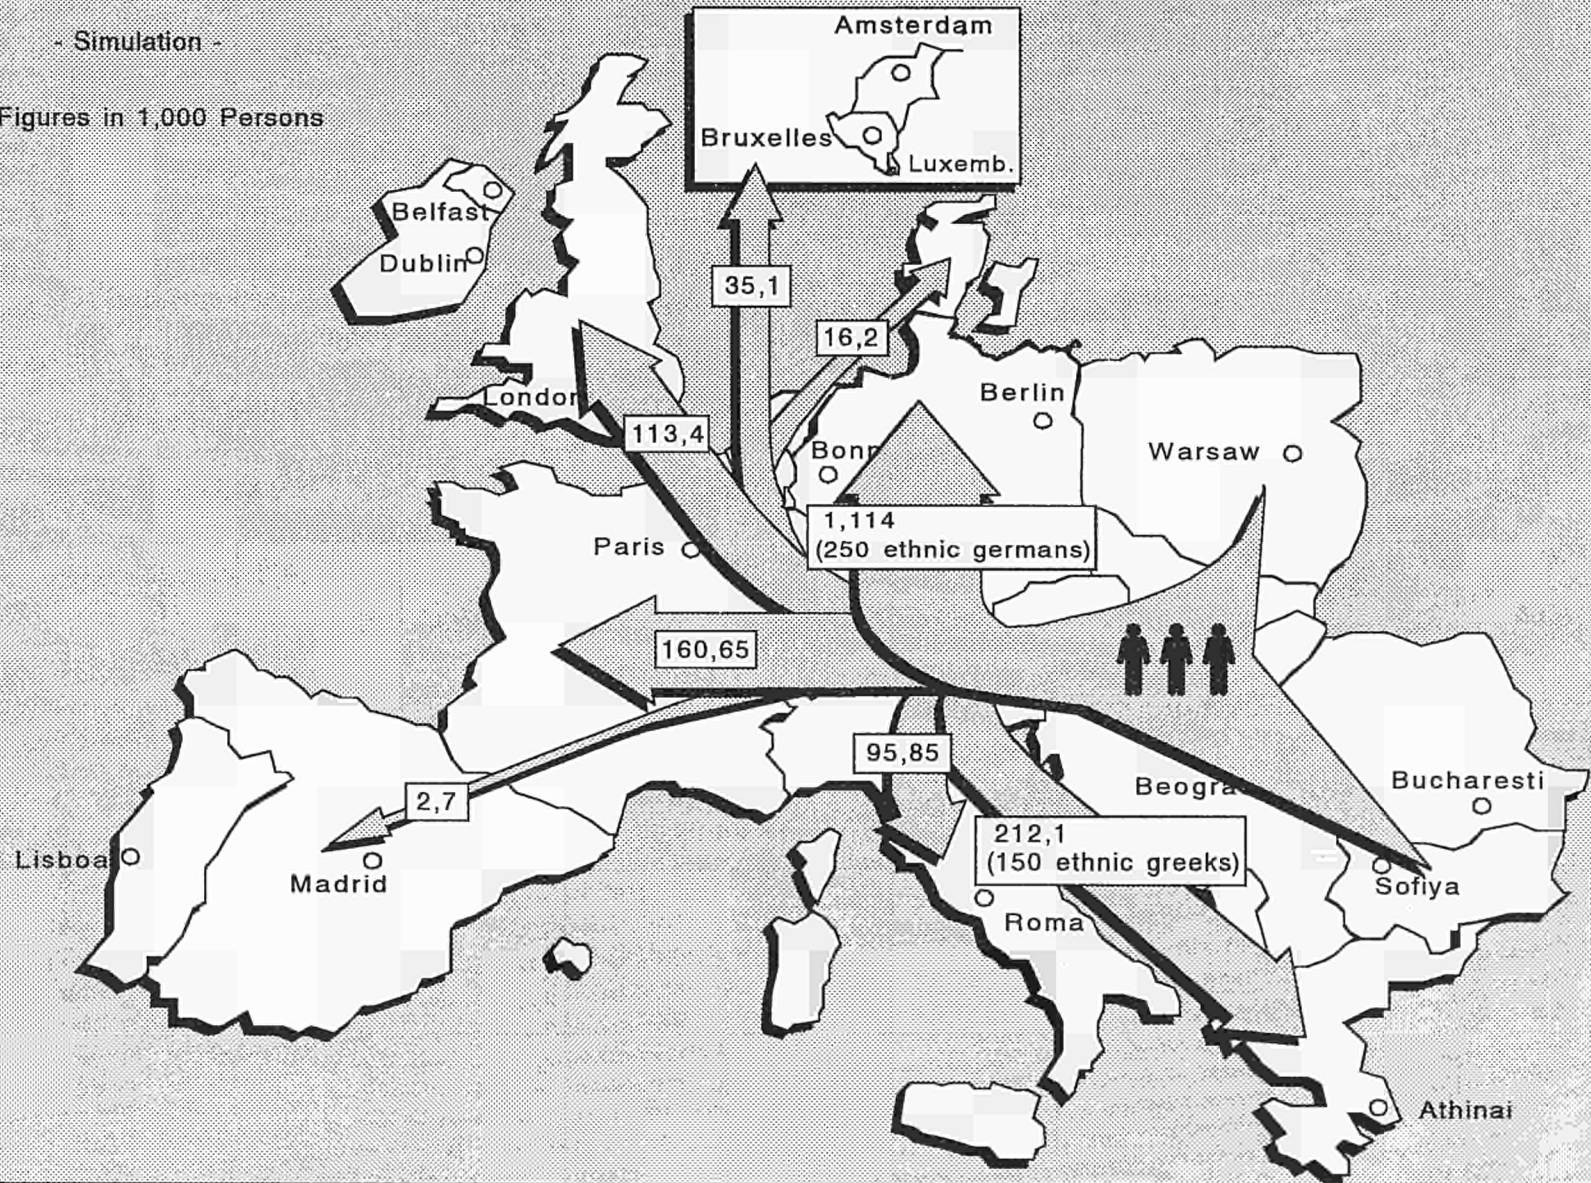 - Simulation -
Figures in 1,000 Persons
Amsterdam
Bruxelles
Luxemb.
Belfast
Dublin
35,1
16,2
London
113,4
Berlin
Bonn
Warsaw
1,114
(250 ethnic germans)
Paris
160,65
95,85
2,7
Beogra
Bucharesti
212,1
(150 ethnic greeks)
Lisboa
Madrid
Sofiya
Roma
Athinai